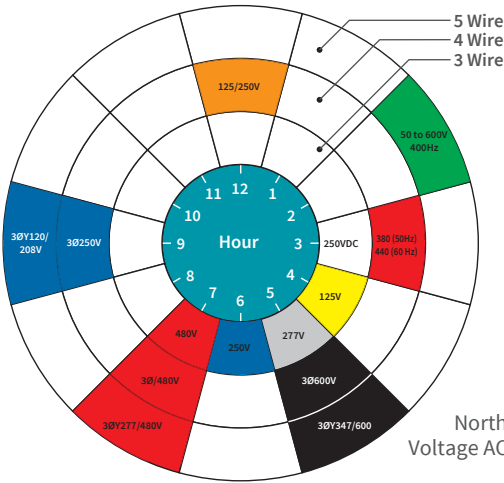 5 Wire
4 Wire
3 Wire
125/250V
50 to 600V
400Hz
11
12
1
10
2
9
Hour
3
8
4
7
6
5
3ØY120/
208V
3Ø250V
250VDC
380 (50Hz)
440 (60 Hz)
125V
480V
250V
277V
3Ø/480V
3Ø600V
3ØY277/480V
3ØY347/600
North
Voltage AC